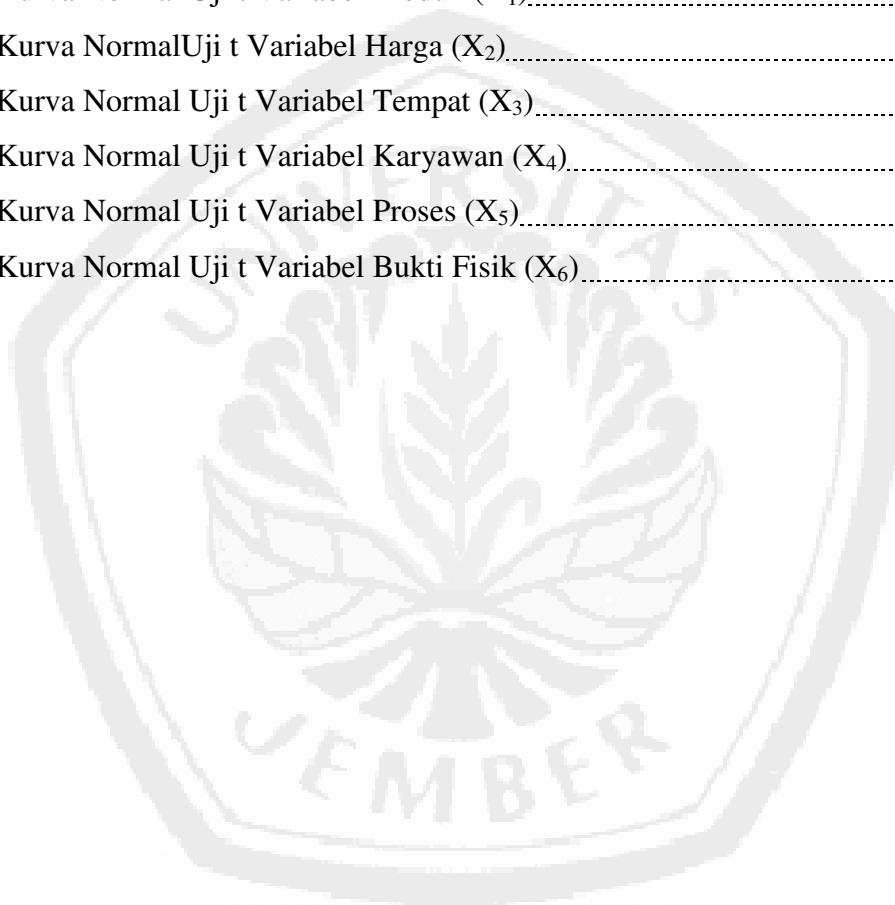 Kurva NormalUji t Variabel Harga (X₂)
Kurva Normal Uji t Variabel Tempat (X₃)
Kurva Normal Uji t Variabel Karyawan (X₄)
Kurva Normal Uji t Variabel Proses (X₅)
Kurva Normal Uji t Variabel Bukti Fisik (X₆)
UNIVERSITAS
JEMBER